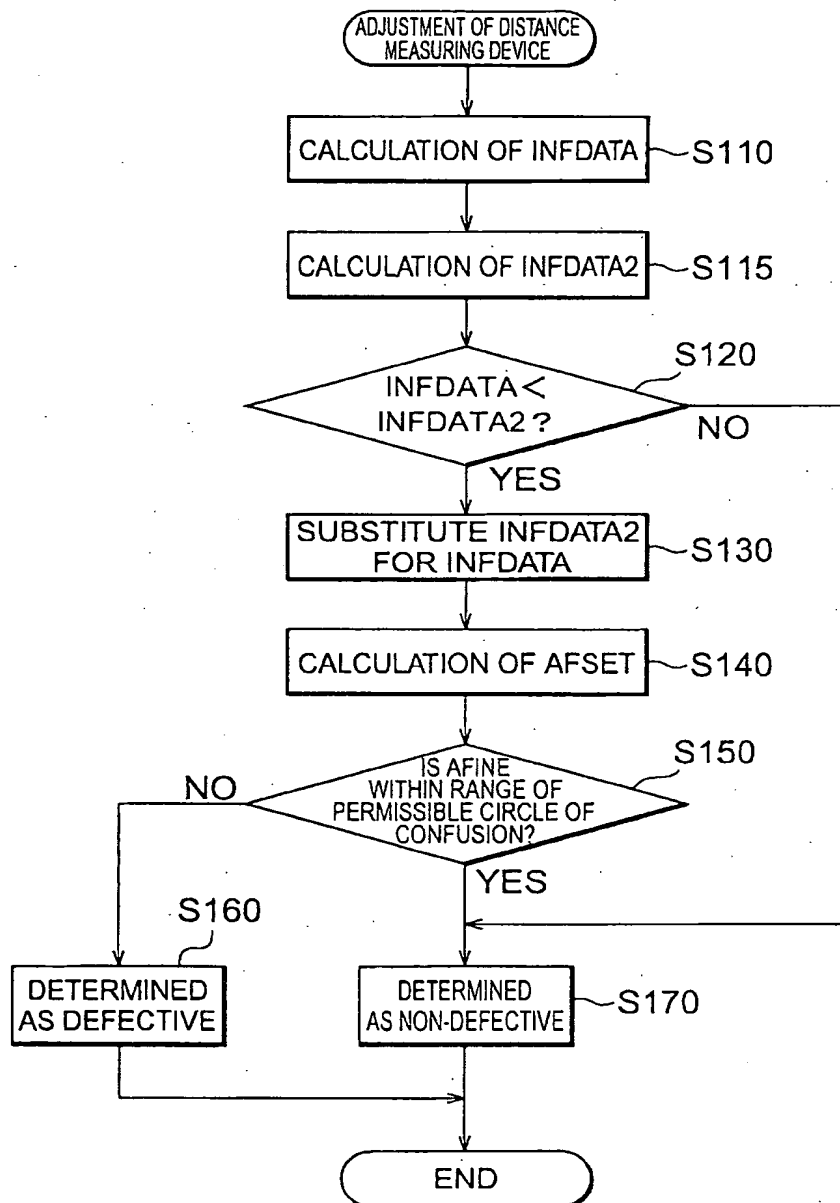 ADJUSTMENT OF DISTANCE
MEASURING DEVICE
CALCULATION OF INFDATA
S110
CALCULATION OF INFDATA2
S115
S120
INFDATA<
INFDATA2?
NO
YES
SUBSTITUTE INFDATA2
FOR INFDATA
S130
CALCULATION OF AFSET
S140
S150
IS AFINE
WITHIN RANGE OF
PERMISSIBLE CIRCLE OF
CONFUSION?
NO
YES
S160
DETERMINED
AS DEFECTIVE
DETERMINED
AS NON-DEFECTIVE
S170
END